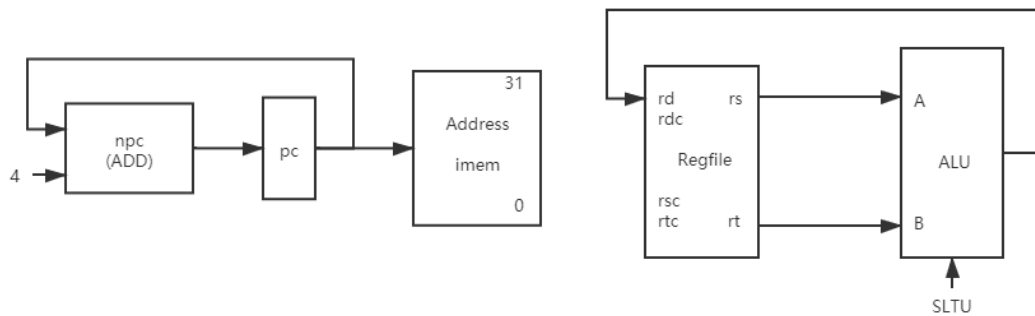 npc
(ADD)
4
pc
31
Address
imem
0
rd rs
rdc
Regfile
rsc
rtc rt
A
ALU
B
SLTU